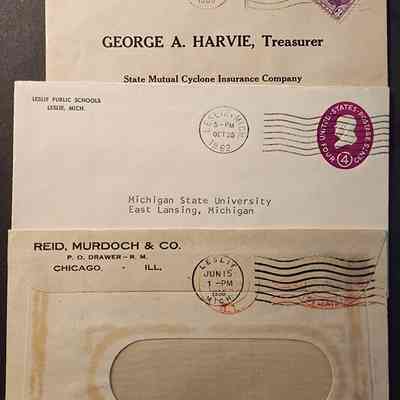 GEORGE A. HARVIE, Treasurer
State Mutual Cyclone Insurance Company
LESLIE PUBLIC SCHOOLS
LESLIE, MICH.
LESLIE, MICH.
5-PM
OCT 25
1962
UNITED STATES POSTAGE
4
FOUR CENTS
Michigan State University
East Lansing, Michigan
REID, MURDOCH & CO.
P. O. DRAWER - R. M.
CHICAGO, - ILL.
LESLIE
JUN 15
1 - PM
MICH.